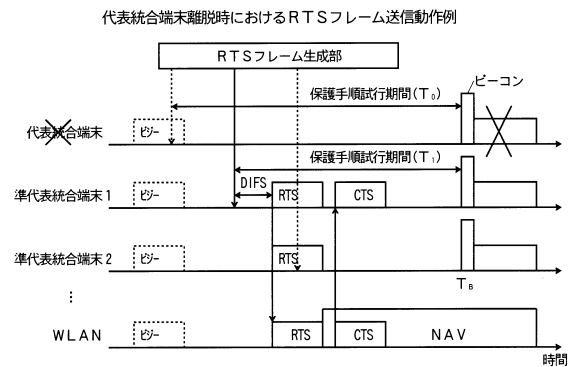 代表統合端末離脱時におけるRTSフレーム送信動作例
RTSフレーム生成部
ビーコン
保護手順試行期間(T0)
代表統合端末
ビジー
保護手順試行期間(T1)
準代表統合端末1
ビジー
DIFS
RTS
CTS
準代表統合端末2
ビジー
RTS
TB
⋮
WLAN
ビジー
RTS
CTS
NAV
時間